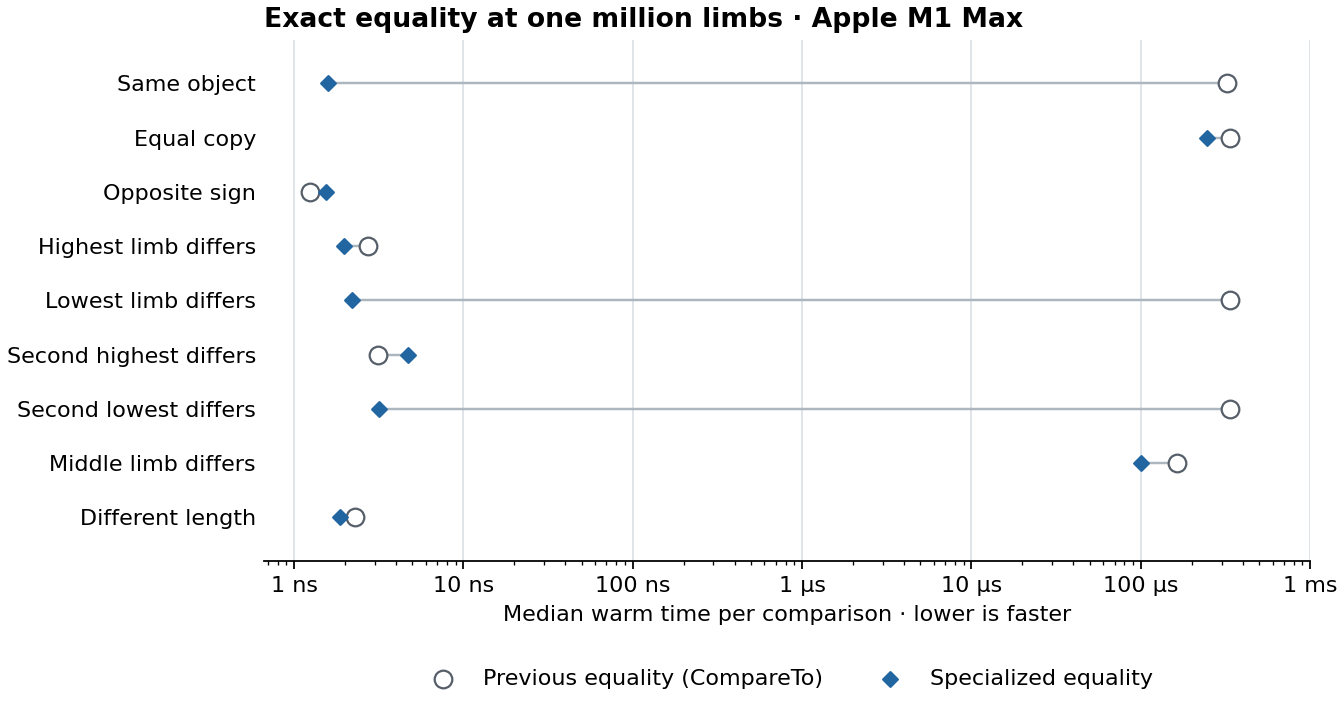 Exact equality at one million limbs · Apple M1 Max
Same object
Equal copy
Opposite sign
Highest limb differs
Lowest limb differs
Second highest differs
Second lowest differs
Middle limb differs
Different length
1 ns 10 ns 100 ns 1 µs 10 µs 100 µs 1 ms
Median warm time per comparison · lower is faster
Previous equality (CompareTo) Specialized equality